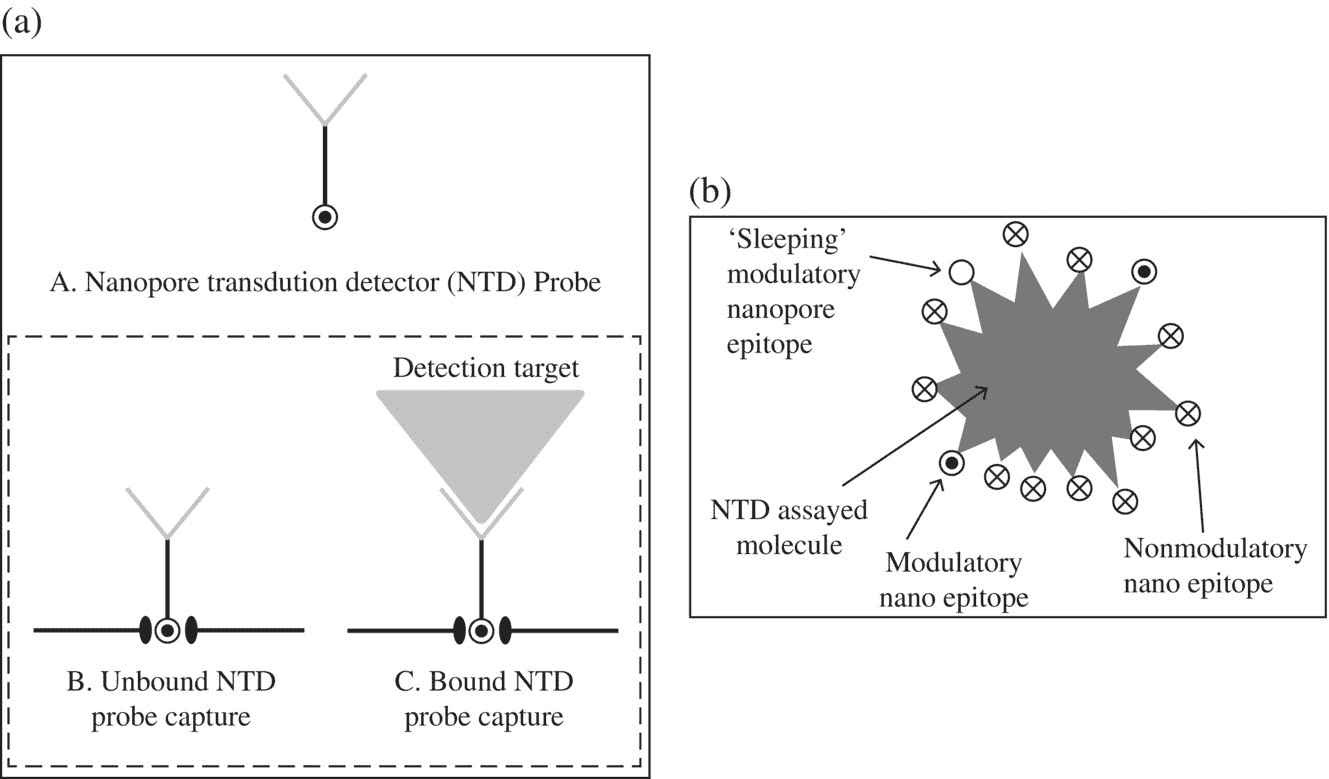 (a)
A. Nanopore transdution detector (NTD) Probe
Detection target
B. Unbound NTD
probe capture
C. Bound NTD
probe capture
(b)
‘Sleeping’
modulatory
nanopore
epitope
NTD assayed
molecule
Modulatory
nano epitope
Nonmodulatory
nano epitope